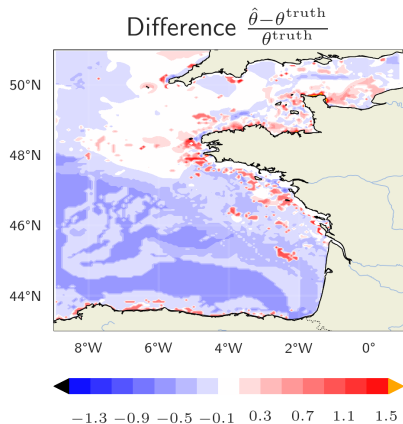 Difference $\frac{\hat{\theta}-\theta^{\text{truth}}}{\theta^{\text{truth}}}$
50°N
48°N
46°N
44°N
8°W 6°W 4°W 2°W 0°
−1.3 −0.9 −0.5 −0.1 0.3 0.7 1.1 1.5